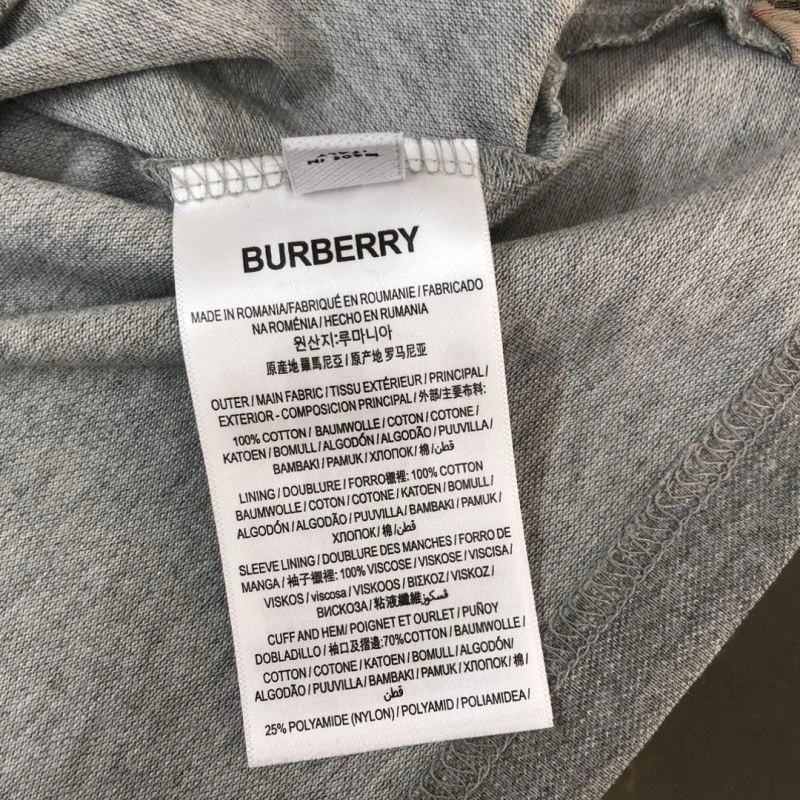 BURBERRY
MADE IN ROMANIA/FABRIQUÉ EN ROUMANIE / FABRICADO
NA ROMÉNIA / HECHO EN RUMANIA
원산지:루마니아
原産地 羅馬尼亞 / 原产地 罗马尼亚
OUTER / MAIN FABRIC / TISSU EXTÉRIEUR / PRINCIPAL /
EXTERIOR - COMPOSICION PRINCIPAL / 外部/主要布料:
100% COTTON / BAUMWOLLE / COTON / COTONE /
KATOEN / BOMULL / ALGODÓN / ALGODÃO / PUUVILLA /
BAMBAKI / PAMUK / ХЛОПОК / 棉 / قطن
LINING / DOUBLURE / FORRO襯裡: 100% COTTON
BAUMWOLLE / COTON / COTONE / KATOEN / BOMULL /
ALGODÓN / ALGODÃO / PUUVILLA / BAMBAKI / PAMUK /
ХЛОПОК / 棉 / قطن
SLEEVE LINING / DOUBLURE DES MANCHES / FORRO DE
MANGA / 袖子襯裡: 100% VISCOSE / VISKOSE / VISCISA /
VISKOS / viscosa / VISKOOS / ΒΙΣΚΟΖ / VISKOZ /
ВИСКОЗА / 粘液纖維 / فسكوز
CUFF AND HEM/ POIGNET ET OURLET / PUÑOY
DOBLADILLO / 袖口及摺邊:70%COTTON / BAUMWOLLE /
COTTON / COTONE / KATOEN / BOMULL / ALGODÓN /
ALGODÃO / PUUVILLA / BAMBAKI / PAMUK / ХЛОПОК / 棉 /
قطن
25% POLYAMIDE (NYLON) / POLYAMID / POLIAMIDEA /